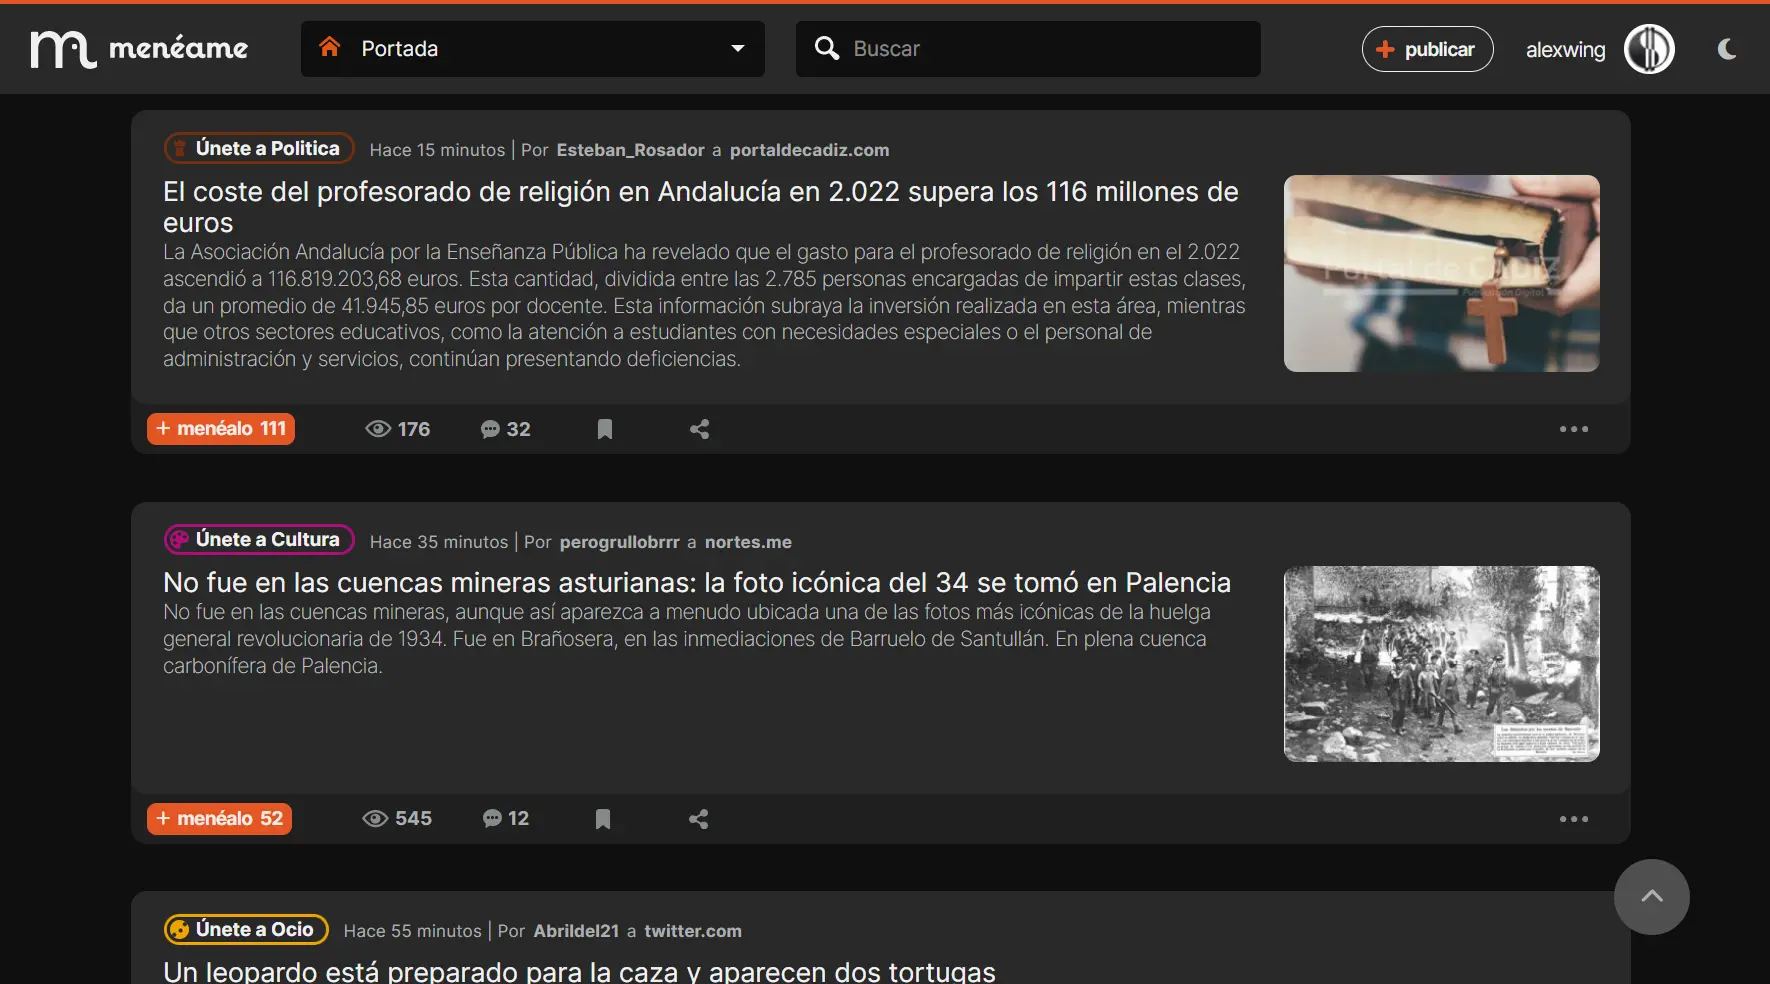 menéame
Portada
Buscar
+ publicar
alexwing
Únete a Politica
Hace 15 minutos | Por Esteban_Rosador a portaldecadiz.com
El coste del profesorado de religión en Andalucía en 2.022 supera los 116 millones de
euros
La Asociación Andalucía por la Enseñanza Pública ha revelado que el gasto para el profesorado de religión en el 2.022
ascendió a 116.819.203,68 euros. Esta cantidad, dividida entre las 2.785 personas encargadas de impartir estas clases,
da un promedio de 41.945,85 euros por docente. Esta información subraya la inversión realizada en esta área, mientras
que otros sectores educativos, como la atención a estudiantes con necesidades especiales o el personal de
administración y servicios, continúan presentando deficiencias.
Portal de CÁDIZ
Publicación Digital
+ menéalo 111
176
32
Únete a Cultura
Hace 35 minutos | Por perogrullobrrr a nortes.me
No fue en las cuencas mineras asturianas: la foto icónica del 34 se tomó en Palencia
No fue en las cuencas mineras, aunque así aparezca a menudo ubicada una de las fotos más icónicas de la huelga
general revolucionaria de 1934. Fue en Brañosera, en las inmediaciones de Barruelo de Santullán. En plena cuenca
carbonífera de Palencia.
+ menéalo 52
545
12
Únete a Ocio
Hace 55 minutos | Por Abrildel21 a twitter.com
Un leopardo está preparado para la caza y aparecen dos tortugas